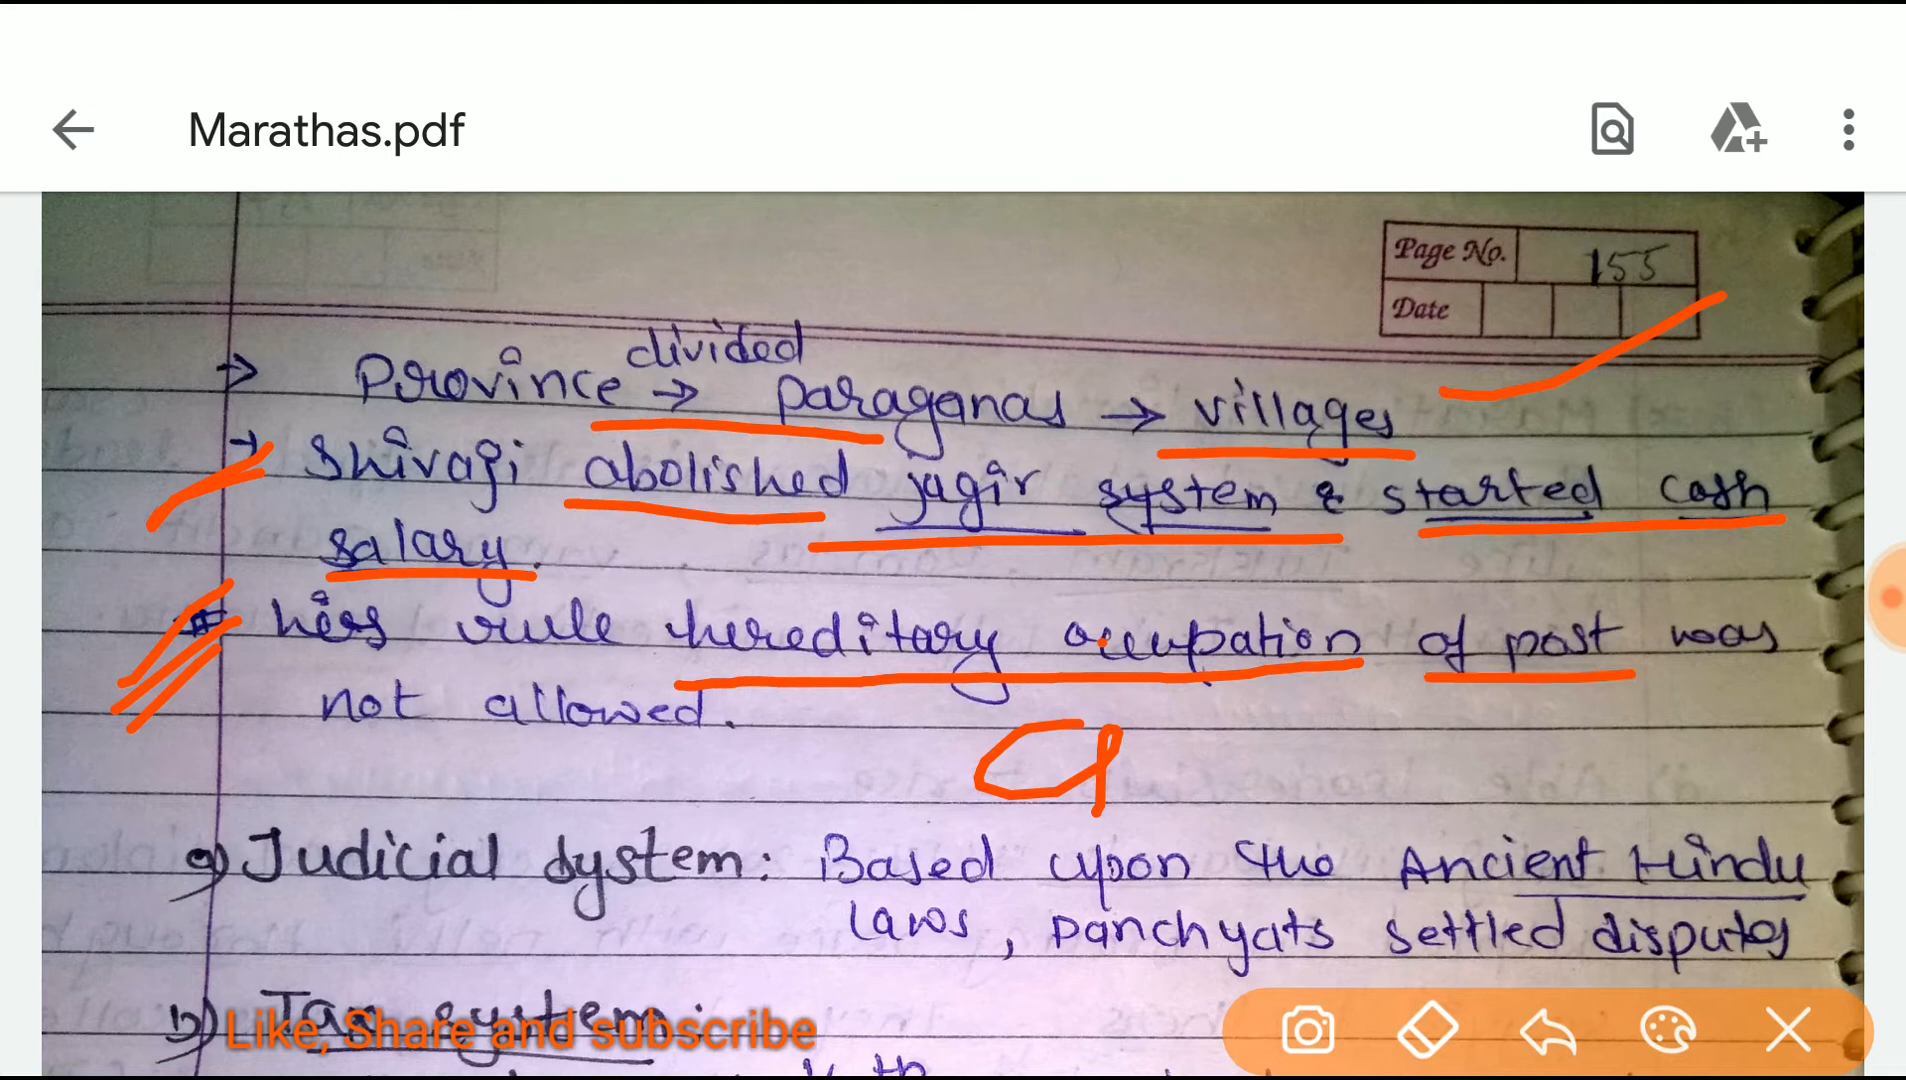 Marathas.pdf
Page No. 155
Date
divided
→ Province → paraganas → villages
→ Shivaji abolished jagir system & started cash
salary.
# his rule hereditary occupation of post was
not allowed.
a) Judicial system: Based upon the Ancient Hindu
laws, panchyats settled disputes
b) Tax system:
Like, Share and subscribe